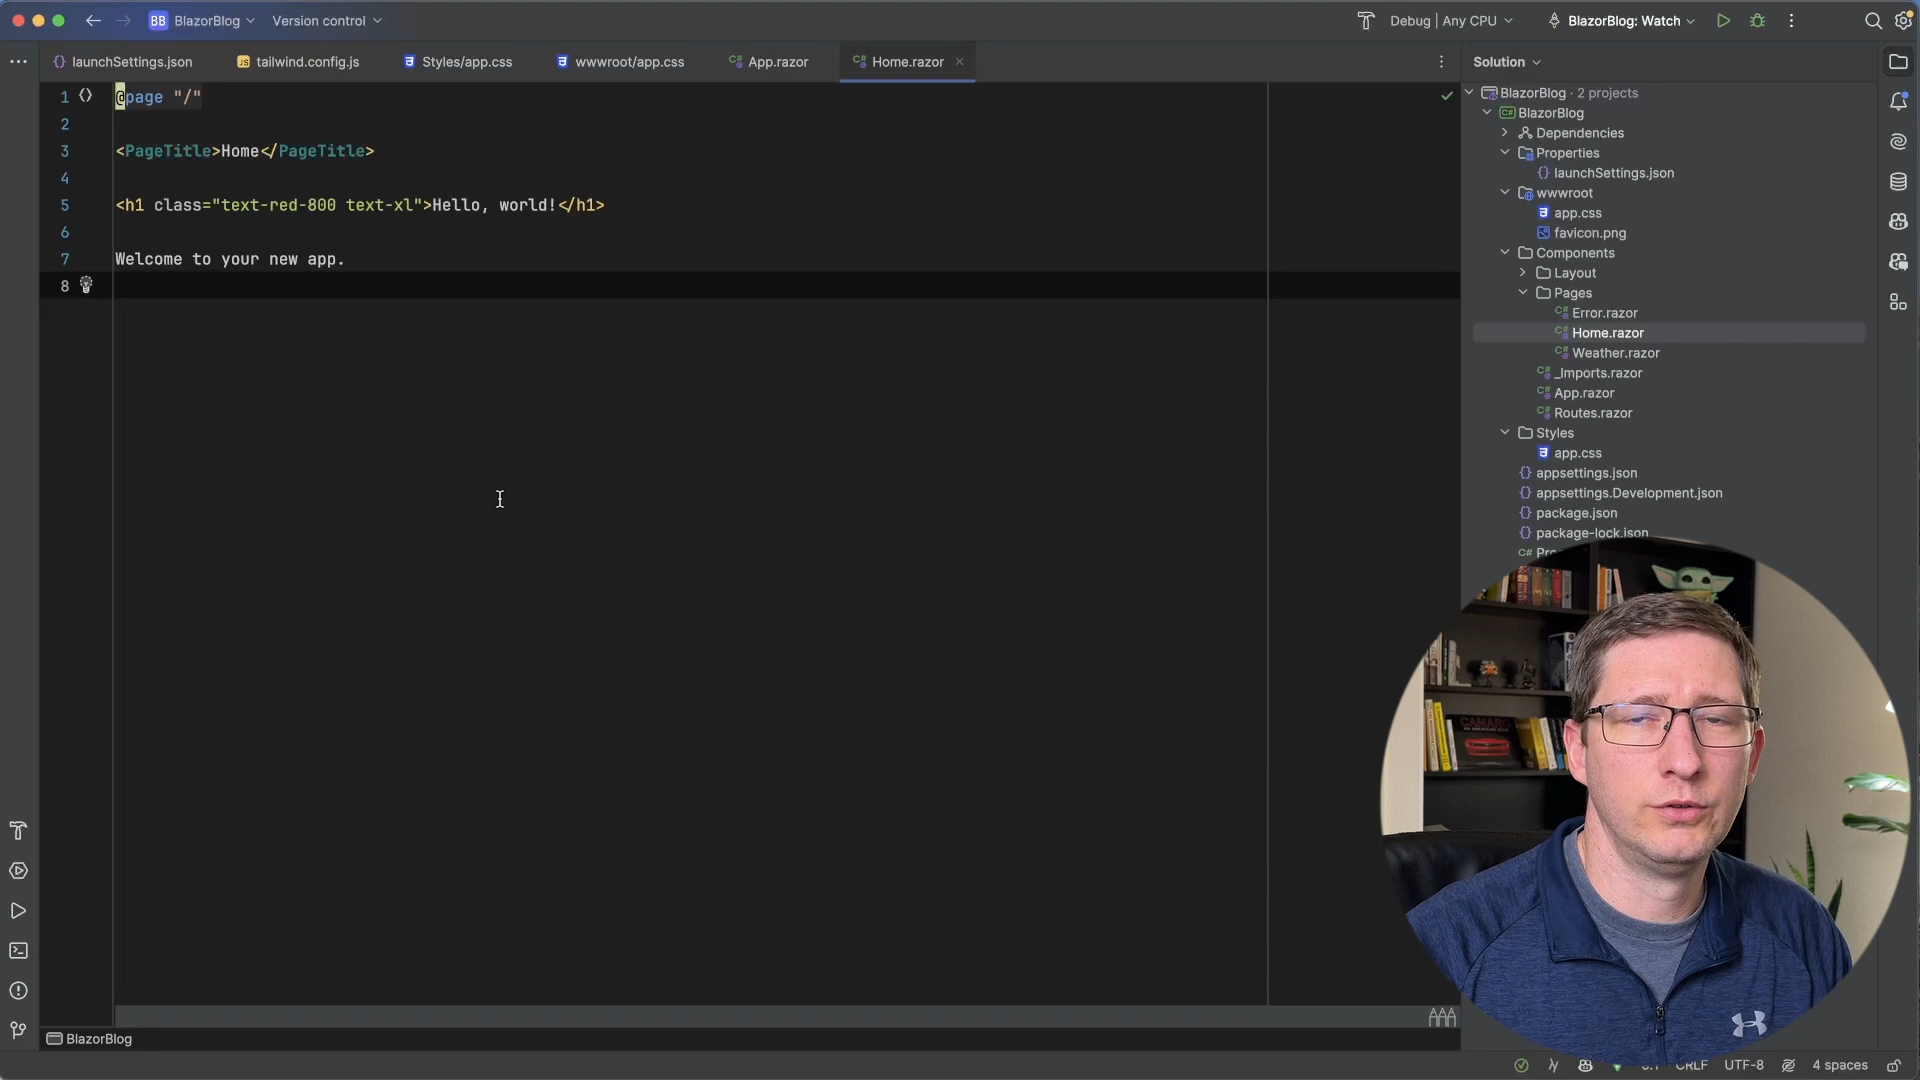 BB BlazorBlog
Version control
Debug | Any CPU
BlazorBlog: Watch
launchSettings.json
JS tailwind.config.js
Styles/app.css
wwwroot/app.css
App.razor
Home.razor
Solution
1 @page "/"
2
3 <PageTitle>Home</PageTitle>
4
5 <h1 class="text-red-800 text-xl">Hello, world!</h1>
6
7 Welcome to your new app.
8
BlazorBlog · 2 projects
BlazorBlog
Dependencies
Properties
launchSettings.json
wwwroot
app.css
favicon.png
Components
Layout
Pages
Error.razor
Home.razor
Weather.razor
_Imports.razor
App.razor
Routes.razor
Styles
app.css
appsettings.json
appsettings.Development.json
package.json
package-lock.json
CAMARO
BlazorBlog
CRLF
UTF-8
4 spaces